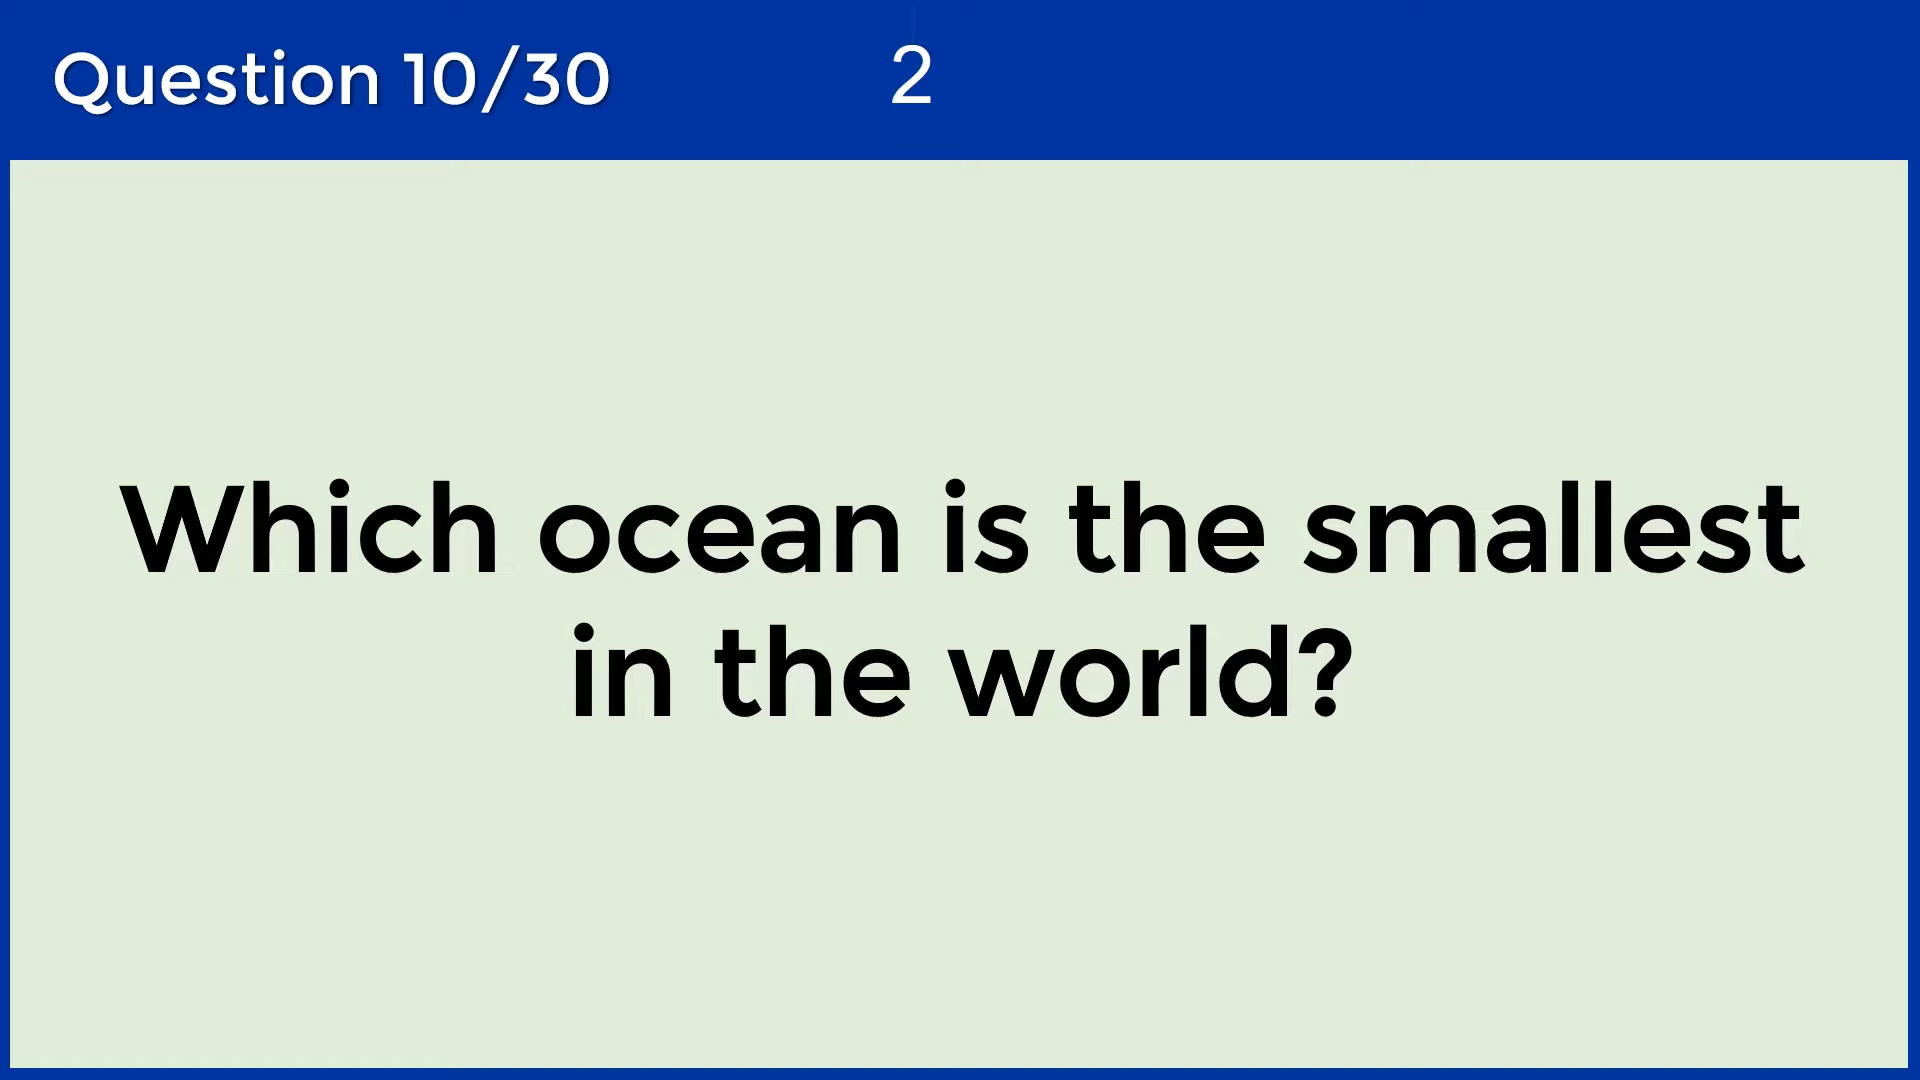 Question 10/30
2
Which ocean is the smallest
in the world?